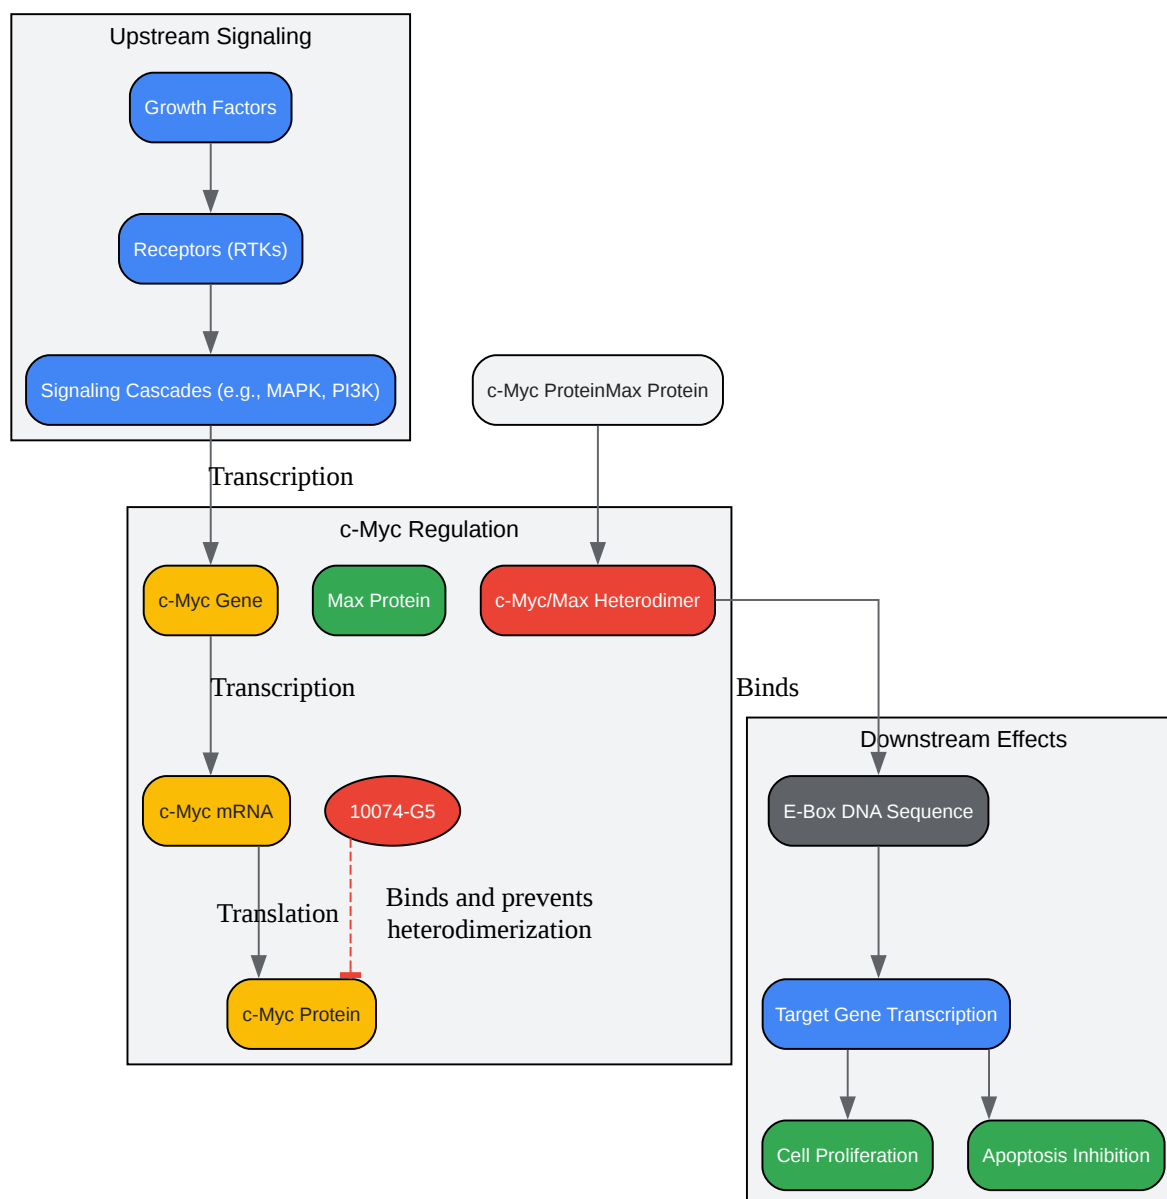 Upstream Signaling
Growth Factors
Receptors (RTKs)
Signaling Cascades (e.g., MAPK, PI3K)
c-Myc ProteinMax Protein
Transcription
c-Myc Regulation
c-Myc Gene
Max Protein
c-Myc/Max Heterodimer
Transcription
Binds
Downstream Effects
c-Myc mRNA
10074-G5
E-Box DNA Sequence
Translation
Binds and prevents
heterodimerization
c-Myc Protein
Target Gene Transcription
Cell Proliferation
Apoptosis Inhibition